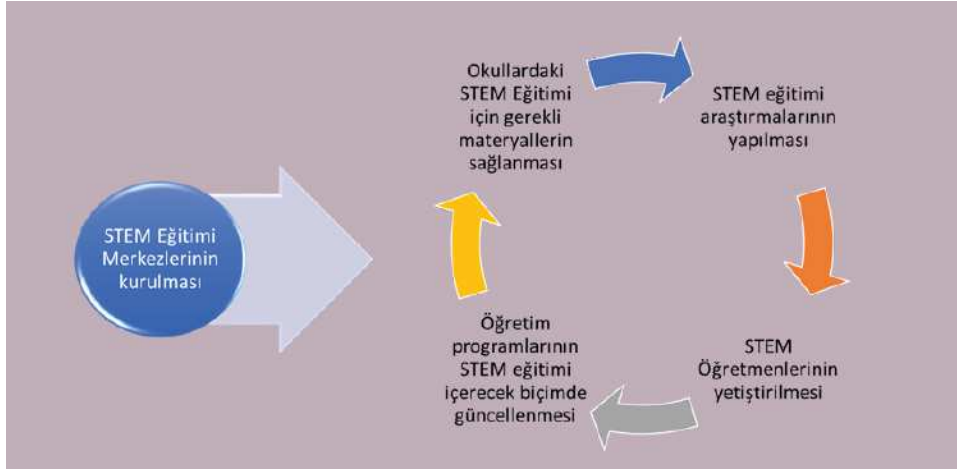 STEM Eğitimi
Merkezlerinin
kurulması
Okullardaki
STEM Eğitimi
için gerekli
materyallerin
sağlanması
STEM eğitimi
araştırmalarının
yapılması
STEM
Öğretmenlerinin
yetiştirilmesi
Öğretim
programlarının
STEM eğitimi
içerecek biçimde
güncellenmesi